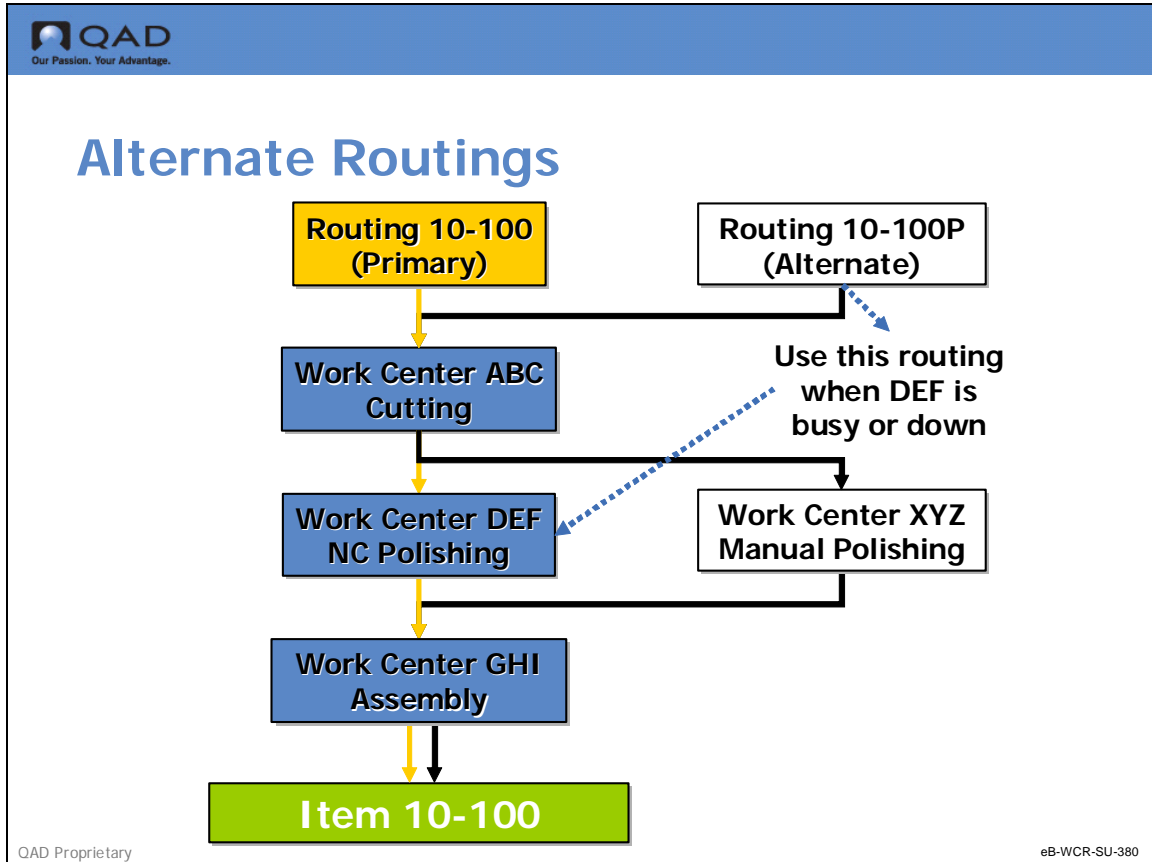 QAD
Our Passion. Your Advantage.
Alternate Routings
Routing 10-100
(Primary)
Routing 10-100P
(Alternate)
Work Center ABC
Cutting
Use this routing
when DEF is
busy or down
Work Center DEF
NC Polishing
Work Center XYZ
Manual Polishing
Work Center GHI
Assembly
Item 10-100
QAD Proprietary
eB-WCR-SU-380